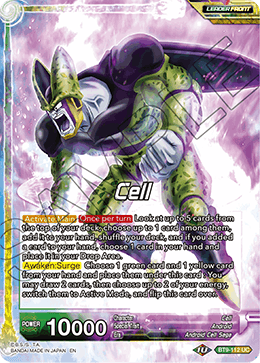 LEADER FRONT
Cell
Activate Main Once per turn Look at up to 5 cards from
the top of your deck, choose up to 1 card among them,
add it to your hand, shuffle your deck, and if you added
a card to your hand, choose 1 card in your hand and
place it in your Drop Area.
Awaken: Surge Choose 1 green card and 1 yellow card
from your hand and place them under this card: You
may draw 2 cards, then choose up to 2 of your energy,
switch them to Active Mode, and flip this card over.
POWER 10000
Character Cell
Special Trait Android
Era Android Cell Saga
BANDAI MADE IN JAPAN EN
BT9-112 UC